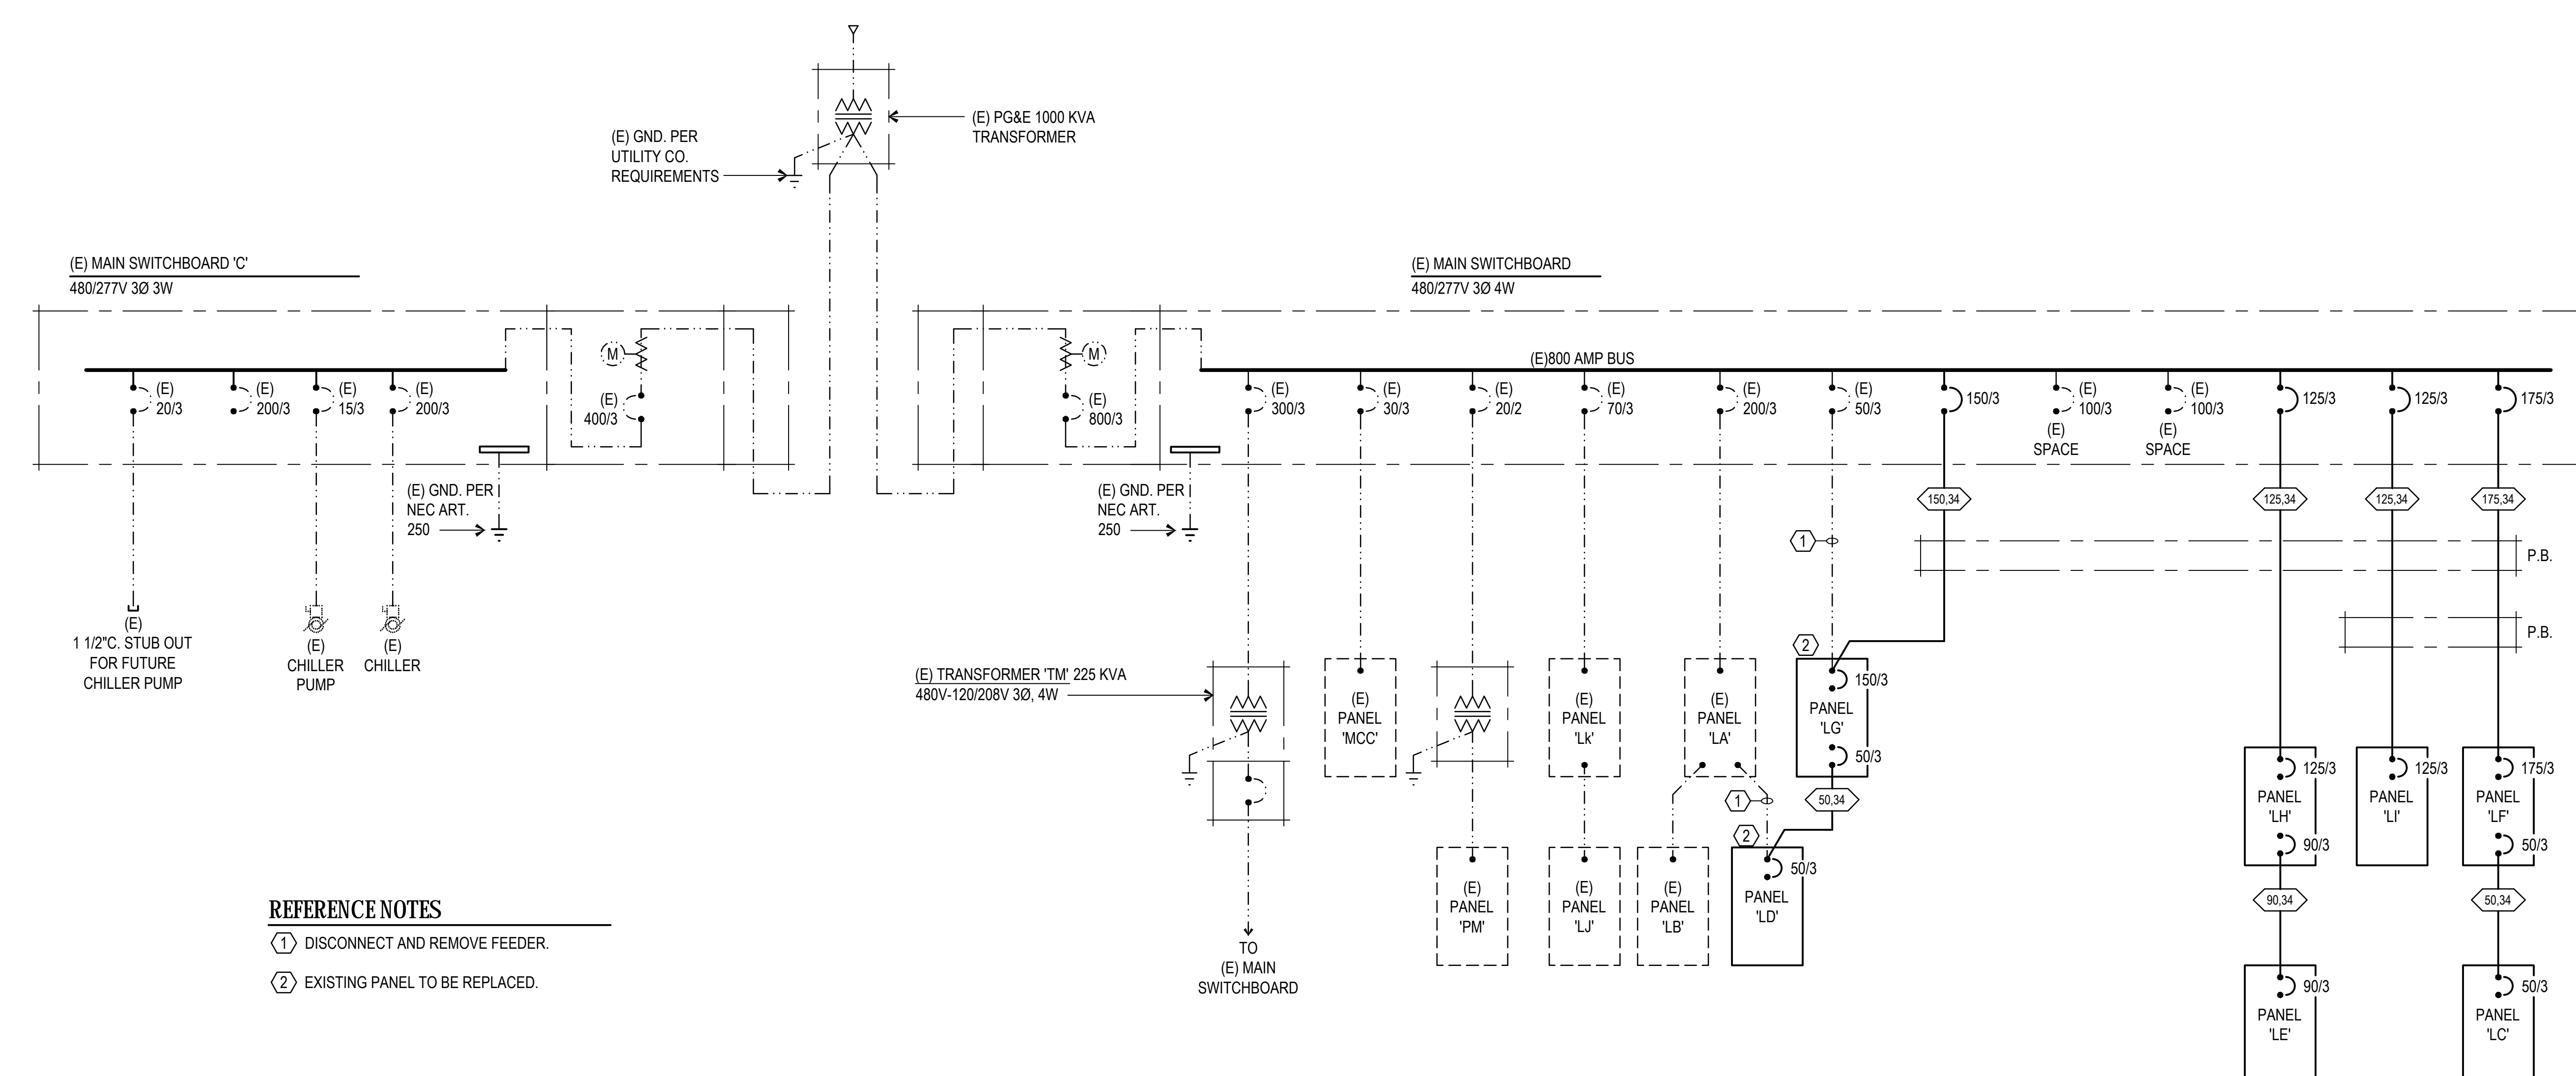 (E) PG&E 1000 KVA
TRANSFORMER
(E) GND. PER
UTILITY CO.
REQUIREMENTS
(E) MAIN SWITCHBOARD 'C'
480/277V 3Ø 3W
(E) MAIN SWITCHBOARD
480/277V 3Ø 4W
M
M
(E)800 AMP BUS
(E)
20/3
(E)
200/3
(E)
15/3
(E)
200/3
(E)
400/3
(E)
800/3
(E)
300/3
(E)
30/3
(E)
20/2
(E)
70/3
(E)
200/3
(E)
50/3
150/3
(E)
100/3
(E)
SPACE
(E)
100/3
(E)
SPACE
125/3
125/3
175/3
(E) GND. PER
NEC ART.
250
(E) GND. PER
NEC ART.
250
150,34
125,34
125,34
175,34
1
P.B.
P.B.
(E)
1 1/2"C. STUB OUT
FOR FUTURE
CHILLER PUMP
(E)
CHILLER
PUMP
(E)
CHILLER
2
(E) TRANSFORMER 'TM' 225 KVA
480V-120/208V 3Ø, 4W
(E)
PANEL
'MCC'
(E)
PANEL
'Lk'
(E)
PANEL
'LA'
150/3
PANEL
'LG'
50/3
125/3
PANEL
'LH'
90/3
125/3
PANEL
'LI'
175/3
PANEL
'LF'
50/3
1
50,34
2
(E)
PANEL
'PM'
(E)
PANEL
'LJ'
(E)
PANEL
'LB'
50/3
PANEL
'LD'
90,34
50,34
TO
(E) MAIN
SWITCHBOARD
90/3
PANEL
'LE'
50/3
PANEL
'LC'
REFERENCE NOTES
1 DISCONNECT AND REMOVE FEEDER.
2 EXISTING PANEL TO BE REPLACED.